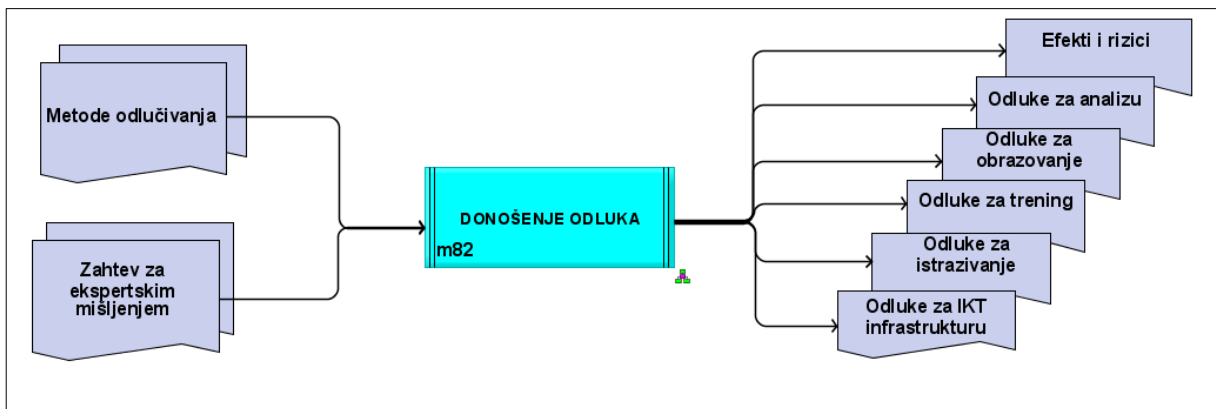 Metode odlučivanja
Zahtev za
ekspertskim
mišljenjem
DONOŠENJE ODLUKA
m82
Efekti i rizici
Odluke za analizu
Odluke za
obrazovanje
Odluke za trening
Odluke za
istrazivanje
Odluke za IKT
infrastrukturu